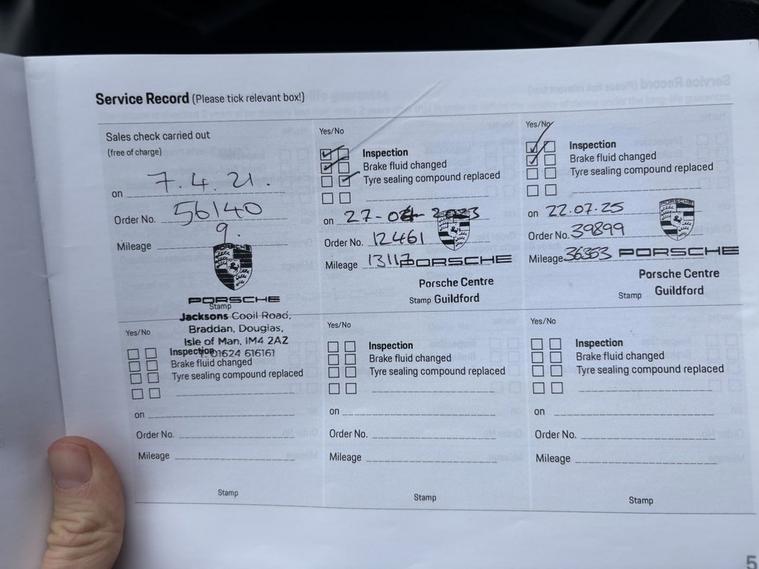 Service Record (Please tick relevant box!)
Sales check carried out
(free of charge)
on 7.4.21.
Order No. 56140
Mileage 9.
PORSCHE
Stamp
Jacksons Cooil Road,
Braddan, Douglas,
Isle of Man, IM4 2AZ
01624 616161
Yes/No
Inspection
Brake fluid changed
Tyre sealing compound replaced
on 27- 2023
Order No. 12461
Mileage 13117
PORSCHE
Porsche Centre
Stamp Guildford
Yes/No
Inspection
Brake fluid changed
Tyre sealing compound replaced
on 22.07.25
Order No. 39899
Mileage 36353
PORSCHE
Porsche Centre
Stamp Guildford
Yes/No
Inspection
Brake fluid changed
Tyre sealing compound replaced
on
Order No.
Mileage
Stamp
Yes/No
Inspection
Brake fluid changed
Tyre sealing compound replaced
on
Order No.
Mileage
Stamp
Yes/No
Inspection
Brake fluid changed
Tyre sealing compound replaced
on
Order No.
Mileage
Stamp
5